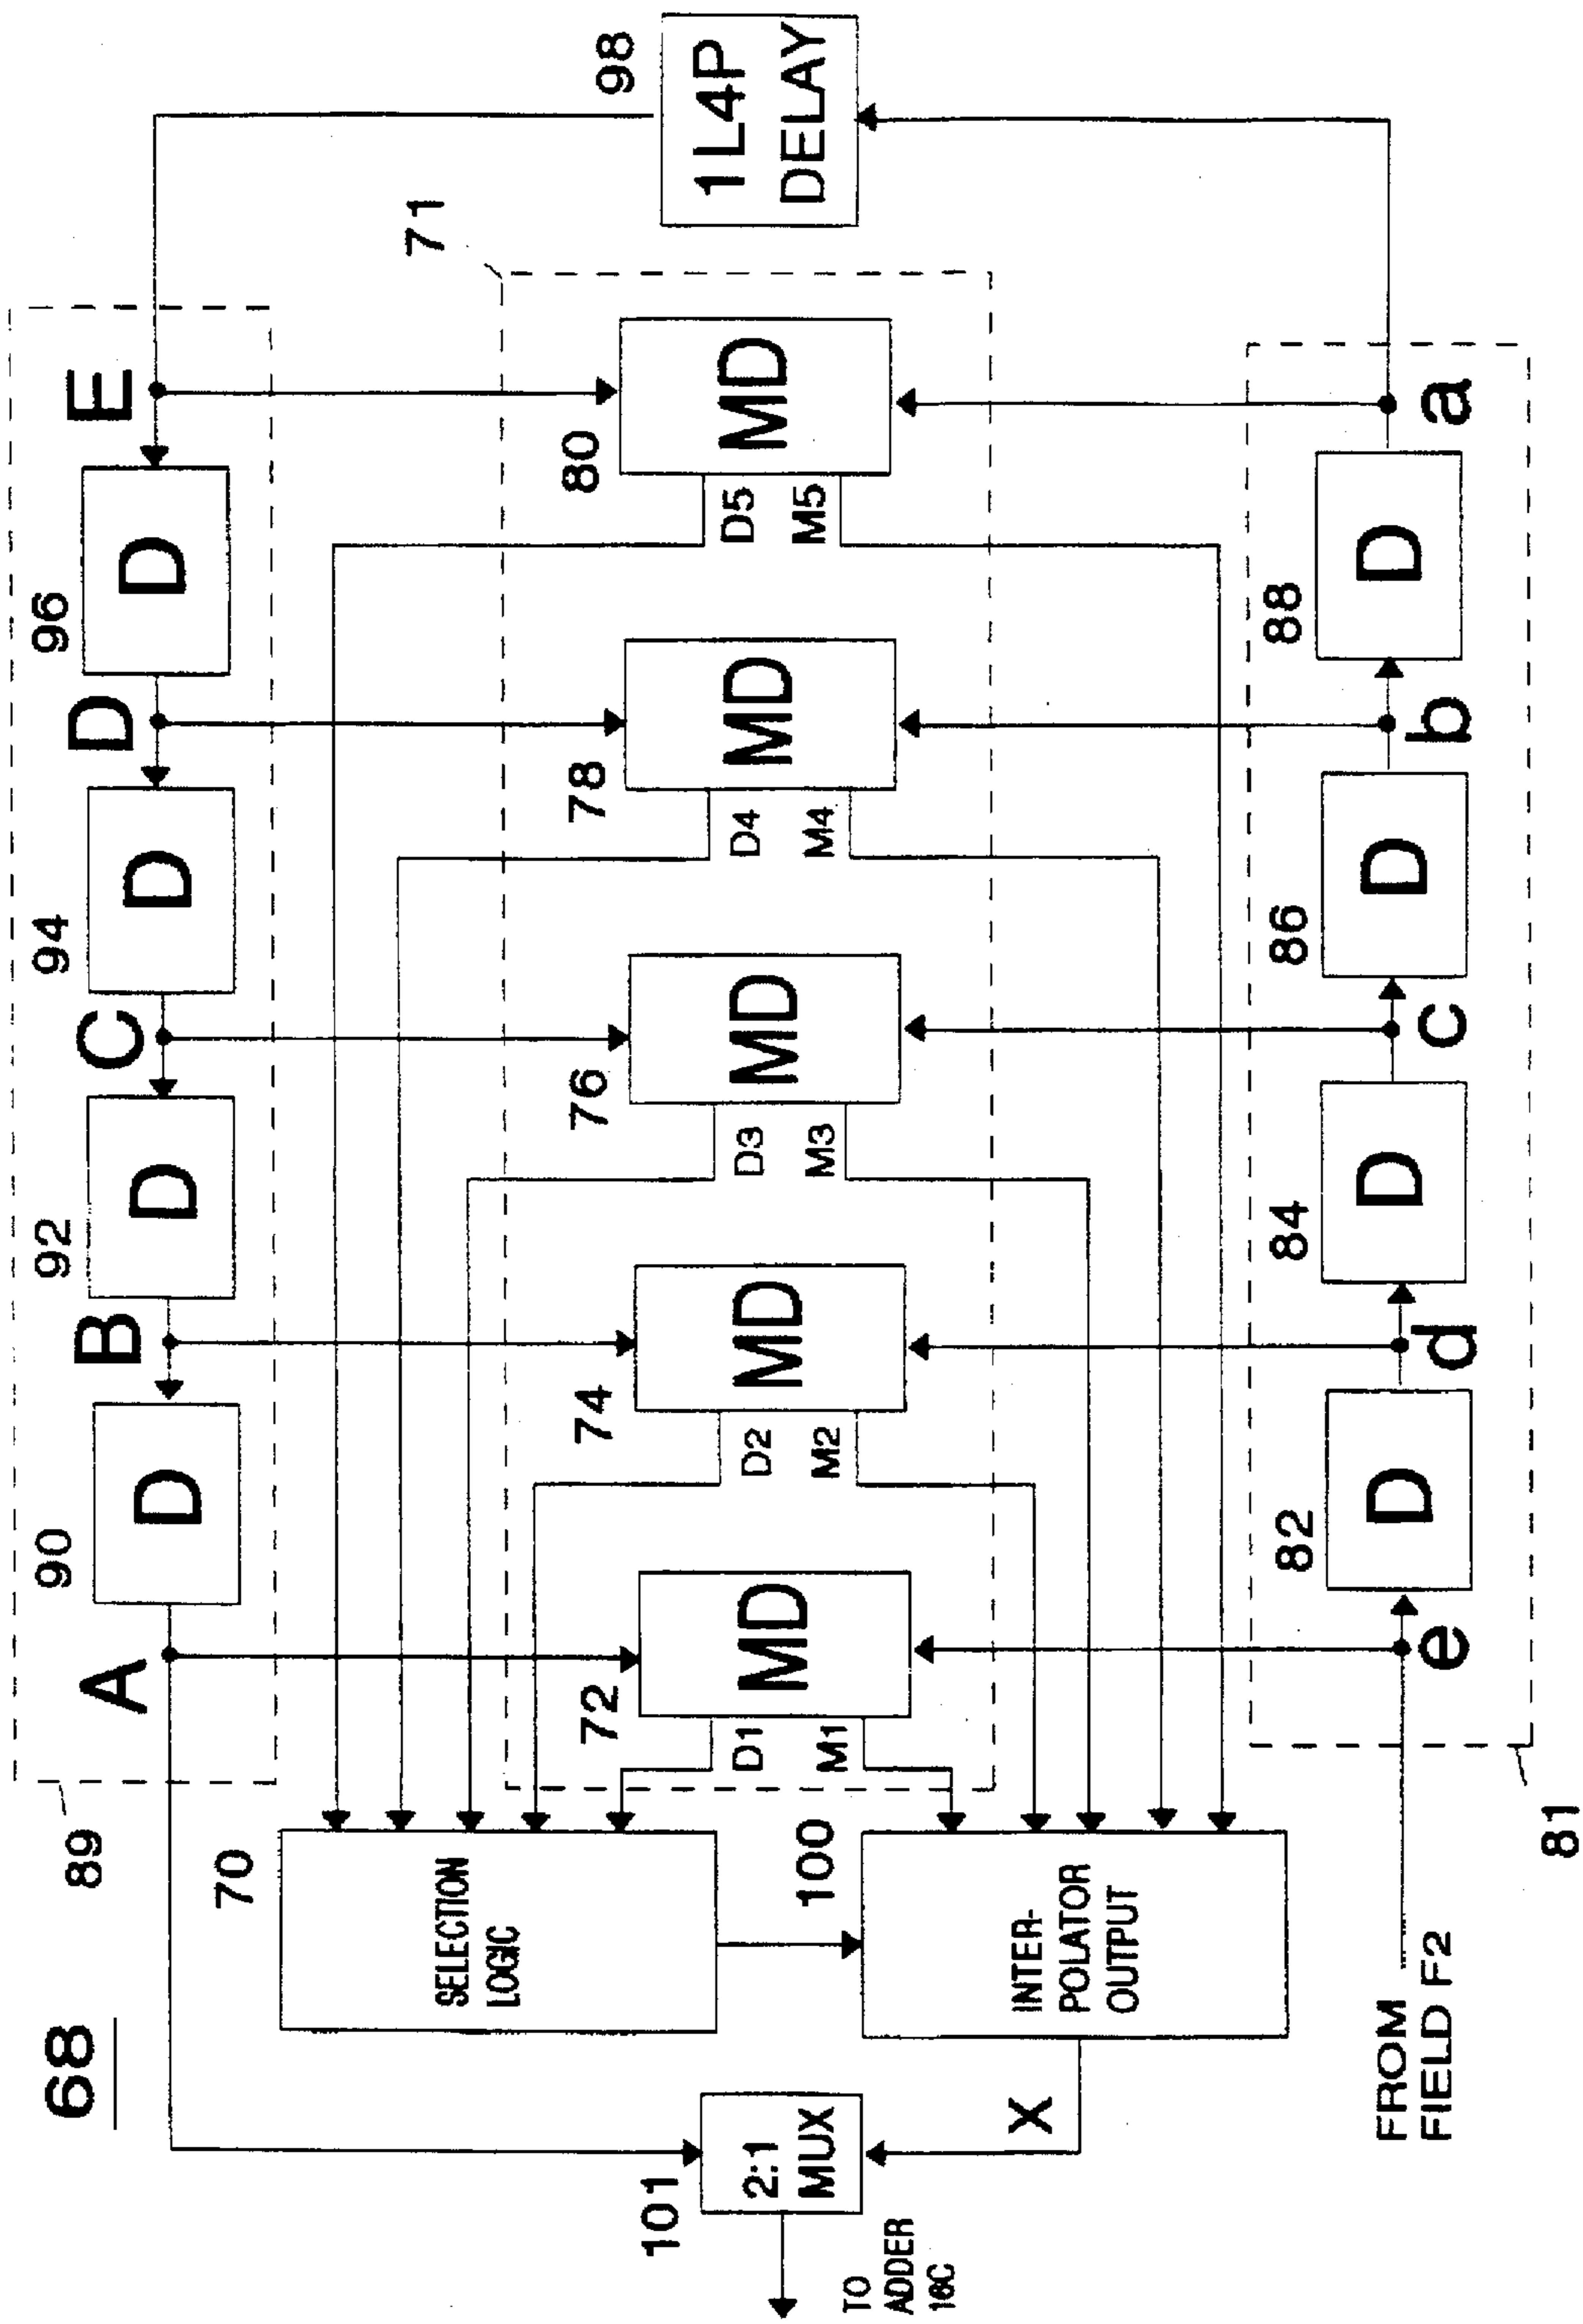 68
89
90
92
94
96
A
B
C
D
E
D
D
D
D
70
SELECTION
LOGIC
71
98
1L4P
DELAY
72
74
76
78
80
MD
MD
MD
MD
MD
D1
D2
D3
D4
D5
M1
M2
M3
M4
M5
101
2:1
MUX
TO
ADDER
16C
100
INTER-
POLATOR
OUTPUT
X
82
84
86
88
D
D
D
D
FROM
FIELD F2
e
d
c
b
a
81